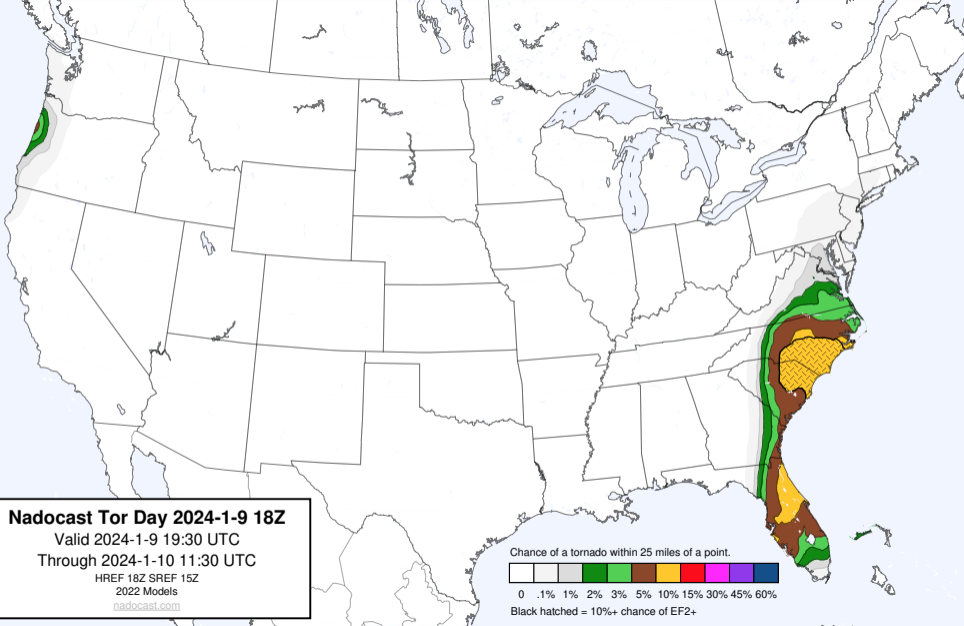 Nadocast Tor Day 2024-1-9 18Z
Valid 2024-1-9 19:30 UTC
Through 2024-1-10 11:30 UTC
HREF 18Z SREF 15Z
2022 Models
nadocast.com
Chance of a tornado within 25 miles of a point.
0 .1% 1% 2% 3% 5% 10% 15% 30% 45% 60%
Black hatched = 10%+ chance of EF2+